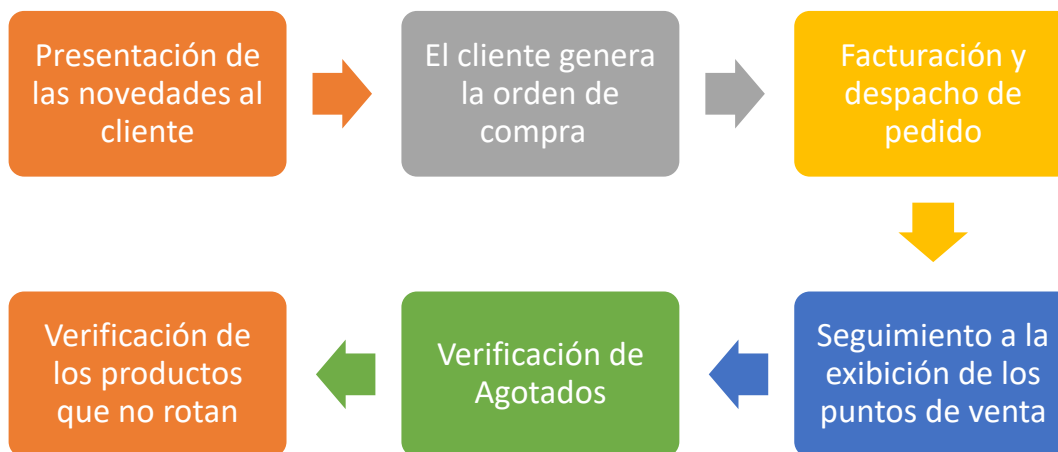 Presentación de
las novedades al
cliente
El cliente genera
la orden de
compra
Facturación y
despacho de
pedido
Seguimiento a la
exibición de los
puntos de venta
Verificación de
Agotados
Verificación de
los productos
que no rotan